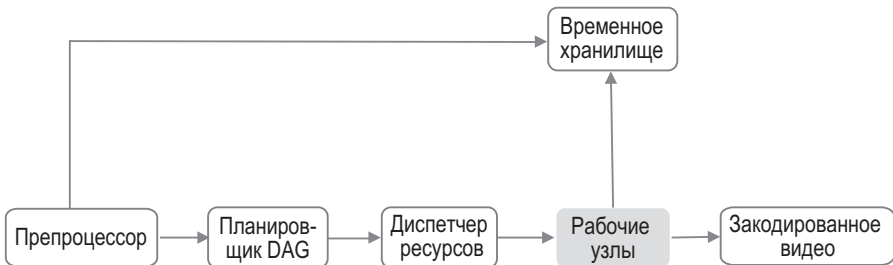 Временное
хранилище
Препроцессор
Планиров-
щик DAG
Диспетчер
ресурсов
Рабочие
узлы
Закодированное
видео